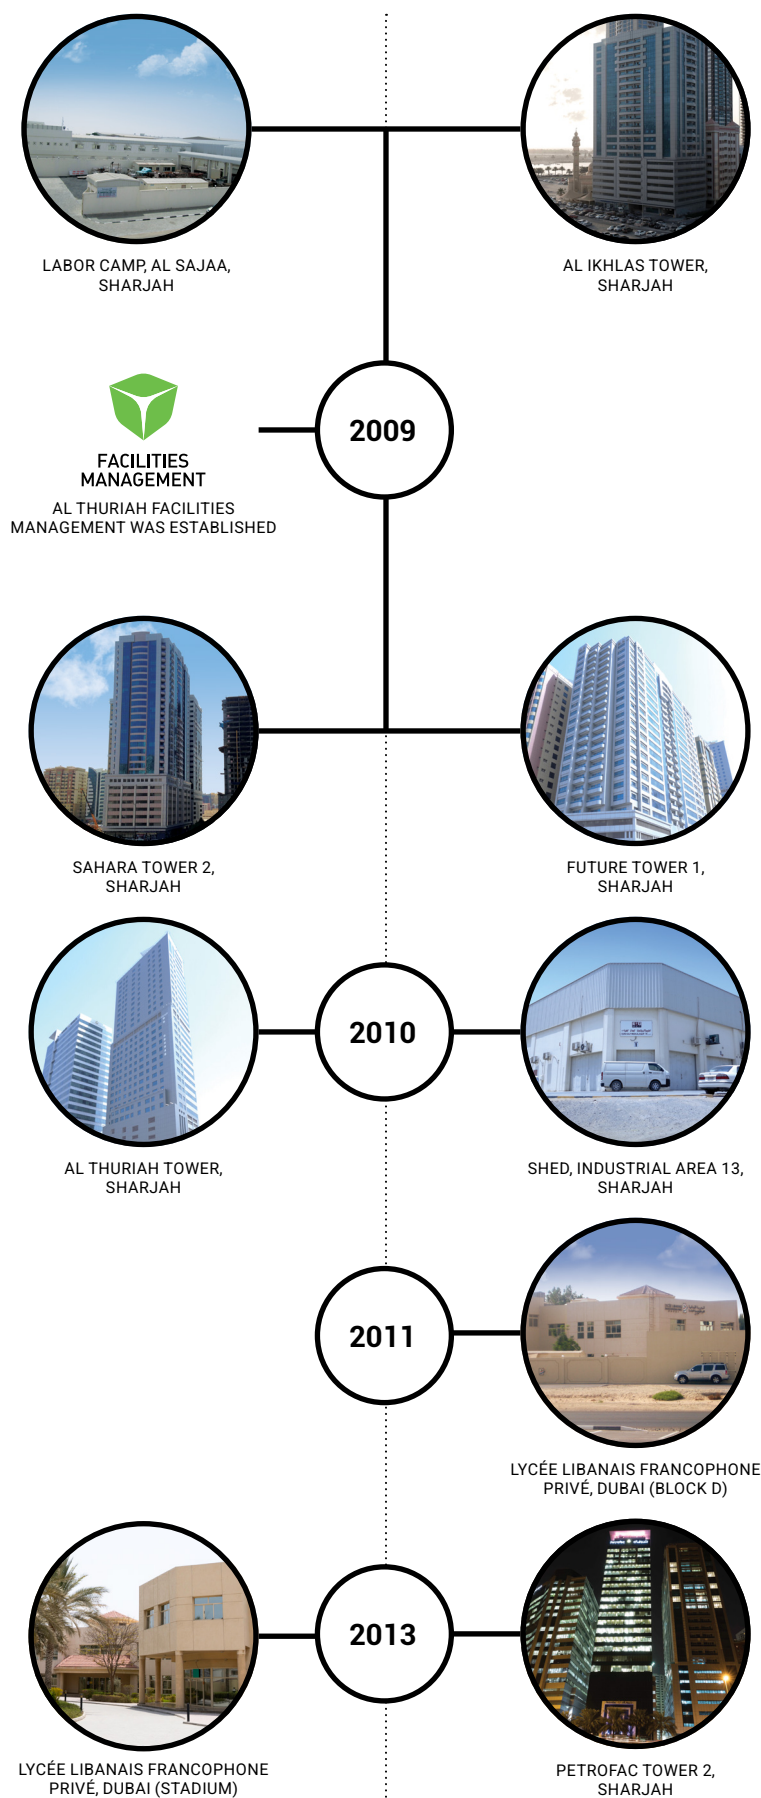 LABOR CAMP, AL SAJAA,
SHARJAH
AL IKHLAS TOWER,
SHARJAH
2009
FACILITIES
MANAGEMENT
AL THURIAH FACILITIES
MANAGEMENT WAS ESTABLISHED
SAHARA TOWER 2,
SHARJAH
FUTURE TOWER 1,
SHARJAH
2010
AL THURIAH TOWER,
SHARJAH
SHED, INDUSTRIAL AREA 13,
SHARJAH
2011
LYCÉE LIBANAIS FRANCOPHONE
PRIVÉ, DUBAI (BLOCK D)
2013
LYCÉE LIBANAIS FRANCOPHONE
PRIVÉ, DUBAI (STADIUM)
PETROFAC TOWER 2,
SHARJAH